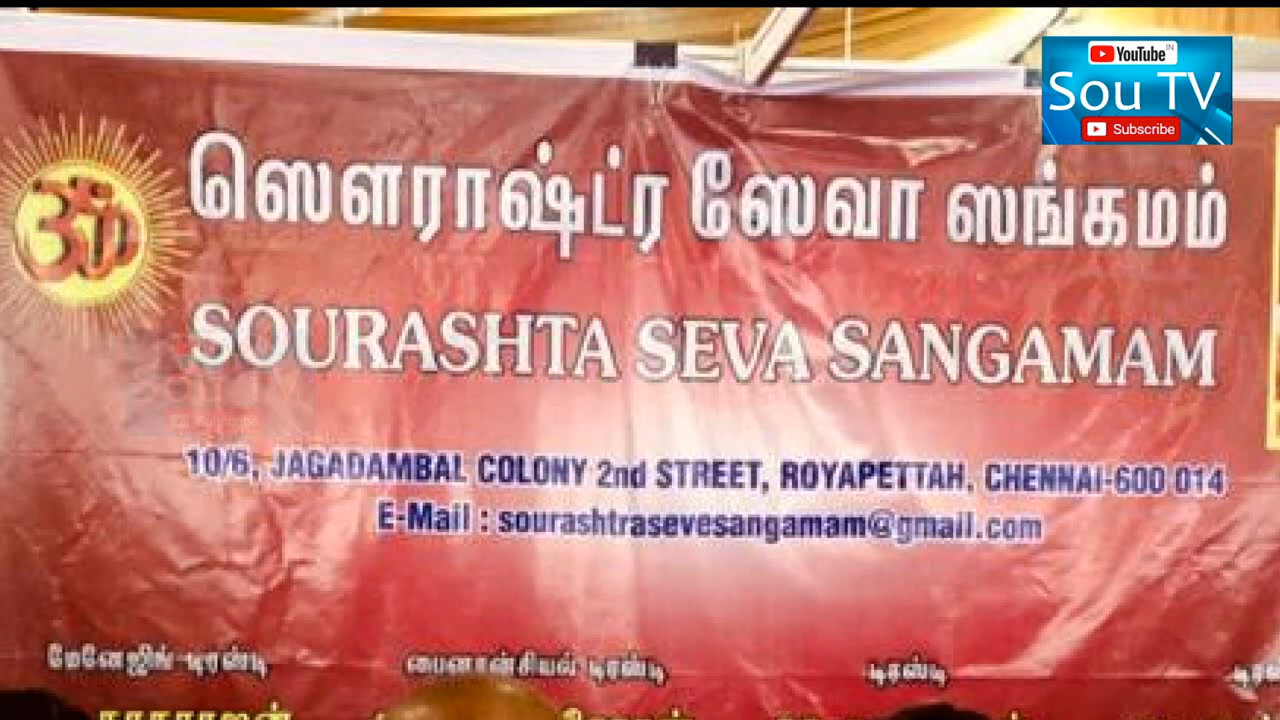 YouTube IN
Sou TV
Subscribe
ஸௌராஷ்ட்ர ஸேவா ஸங்கமம்
SOURASHTA SEVA SANGAMAM
10/6, JAGADAMBAL COLONY 2nd STREET, ROYAPETTAH, CHENNAI-600 014
E-Mail : sourashtrasevesangamam@gmail.com
மேனேஜிங் டிரஸ்டி பைனான்சியல் டிரஸ்டி டிரஸ்டி